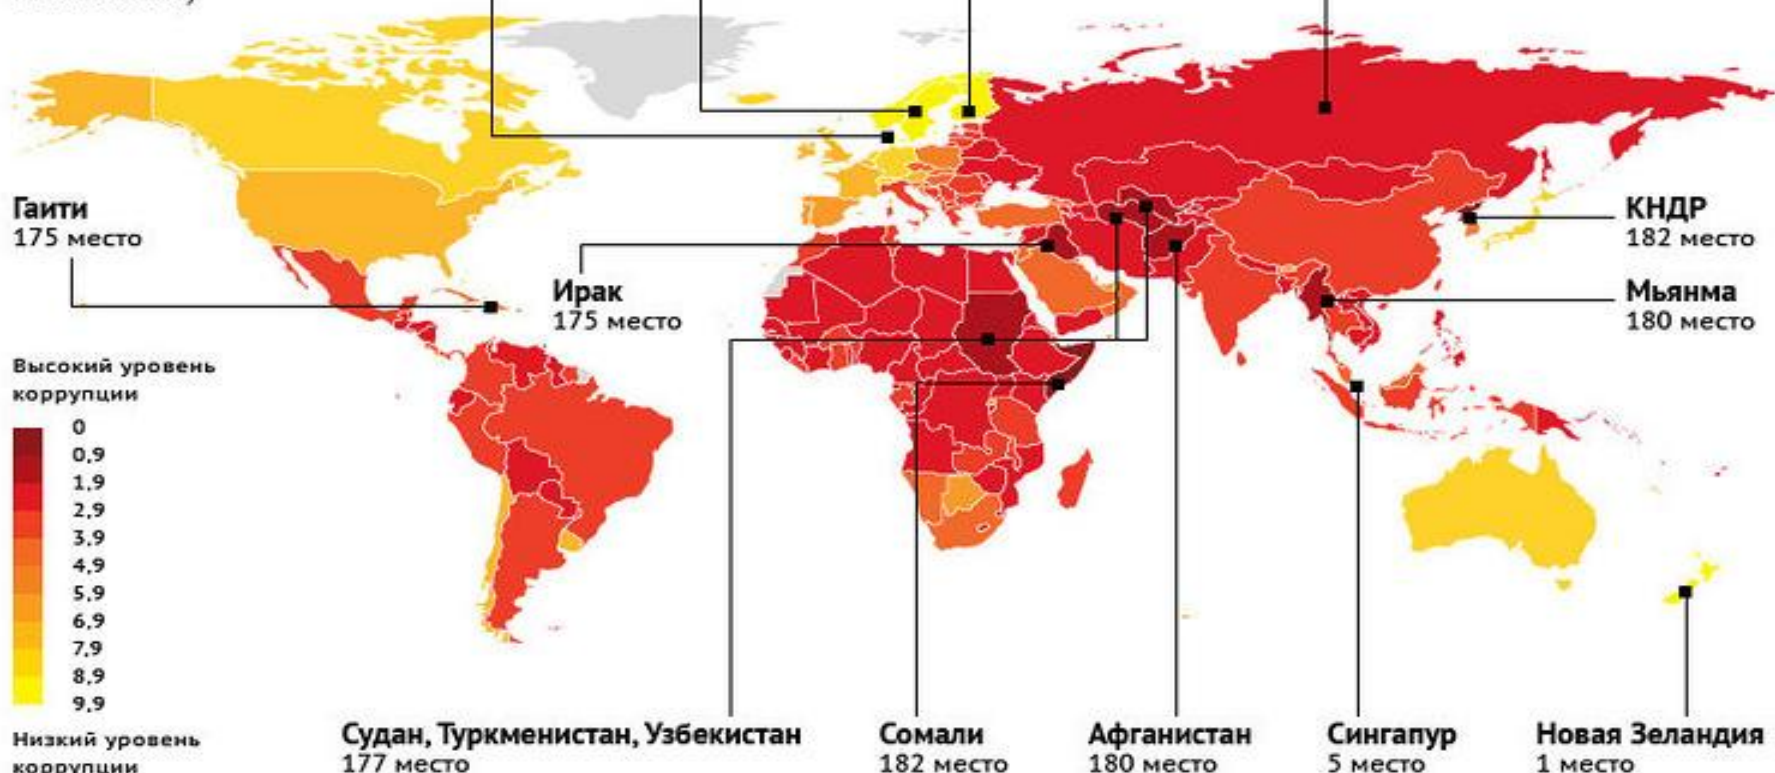 Гаити
175 место
КНДР
182 место
Ирак
175 место
Мьянма
180 место
Высокий уровень
коррупции
0
0,9
1,9
2,9
3,9
4,9
5,9
6,9
7,9
8,9
9,9
Низкий уровень
коррупции
Судан, Туркменистан, Узбекистан
177 место
Сомали
182 место
Афганистан
180 место
Сингапур
5 место
Новая Зеландия
1 место